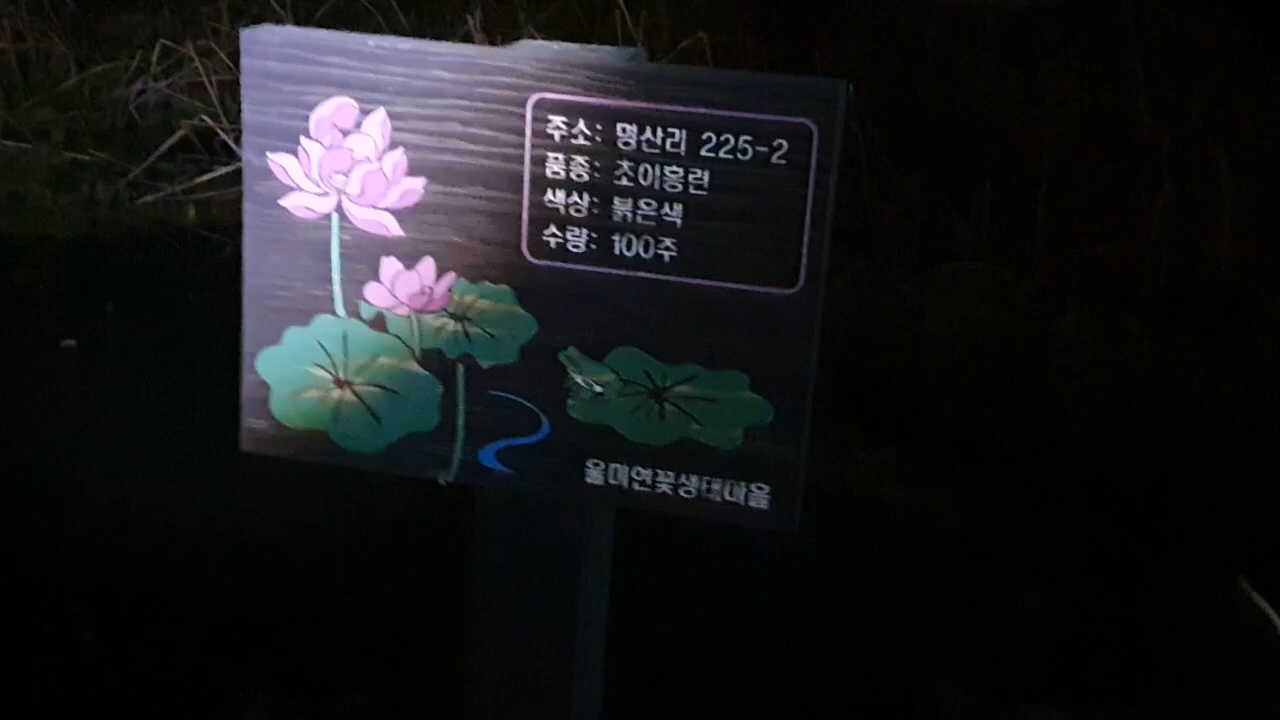 주소: 명산리 225-2
품종: 초이홍련
색상: 붉은색
수량: 100주
울미연꽃생태마을